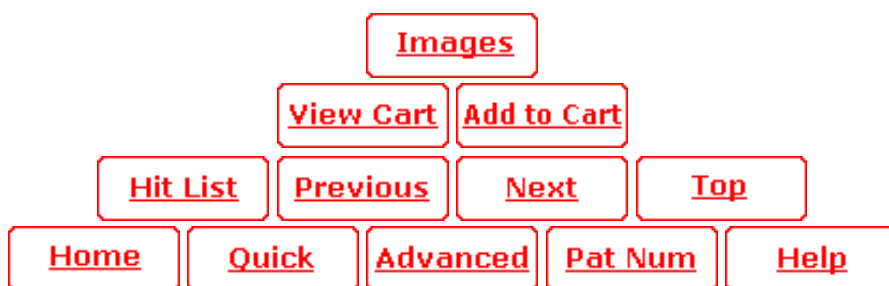 Images
View Cart Add to Cart
Hit List Previous Next Top
Home Quick Advanced Pat Num Help